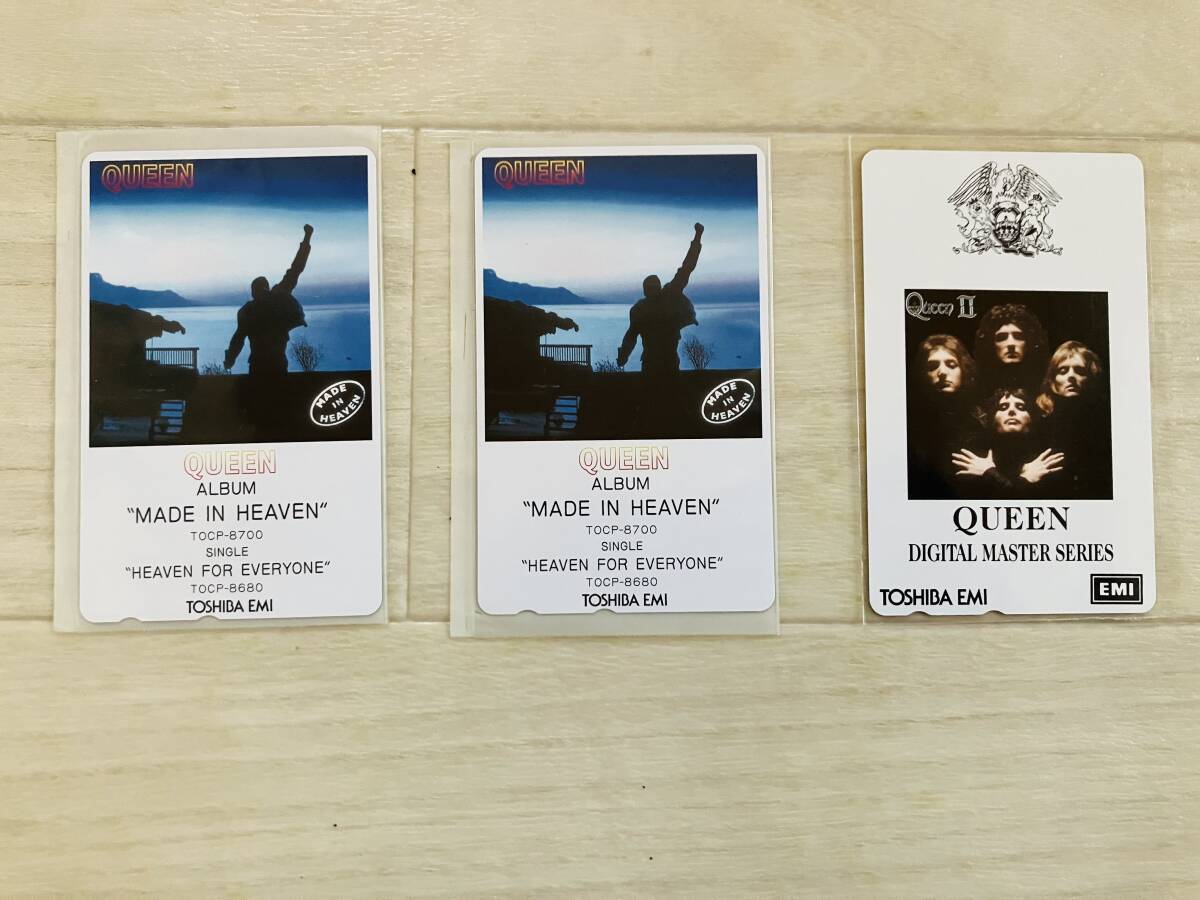 QUEEN
MADE
IN
HEAVEN
QUEEN
ALBUM
"MADE IN HEAVEN"
TOCP-8700
SINGLE
"HEAVEN FOR EVERYONE"
TOCP-8680
TOSHIBA EMI
QUEEN
MADE
IN
HEAVEN
QUEEN
ALBUM
"MADE IN HEAVEN"
TOCP-8700
SINGLE
"HEAVEN FOR EVERYONE"
TOCP-8680
TOSHIBA EMI
Queen II
QUEEN
DIGITAL MASTER SERIES
TOSHIBA EMI
EMI